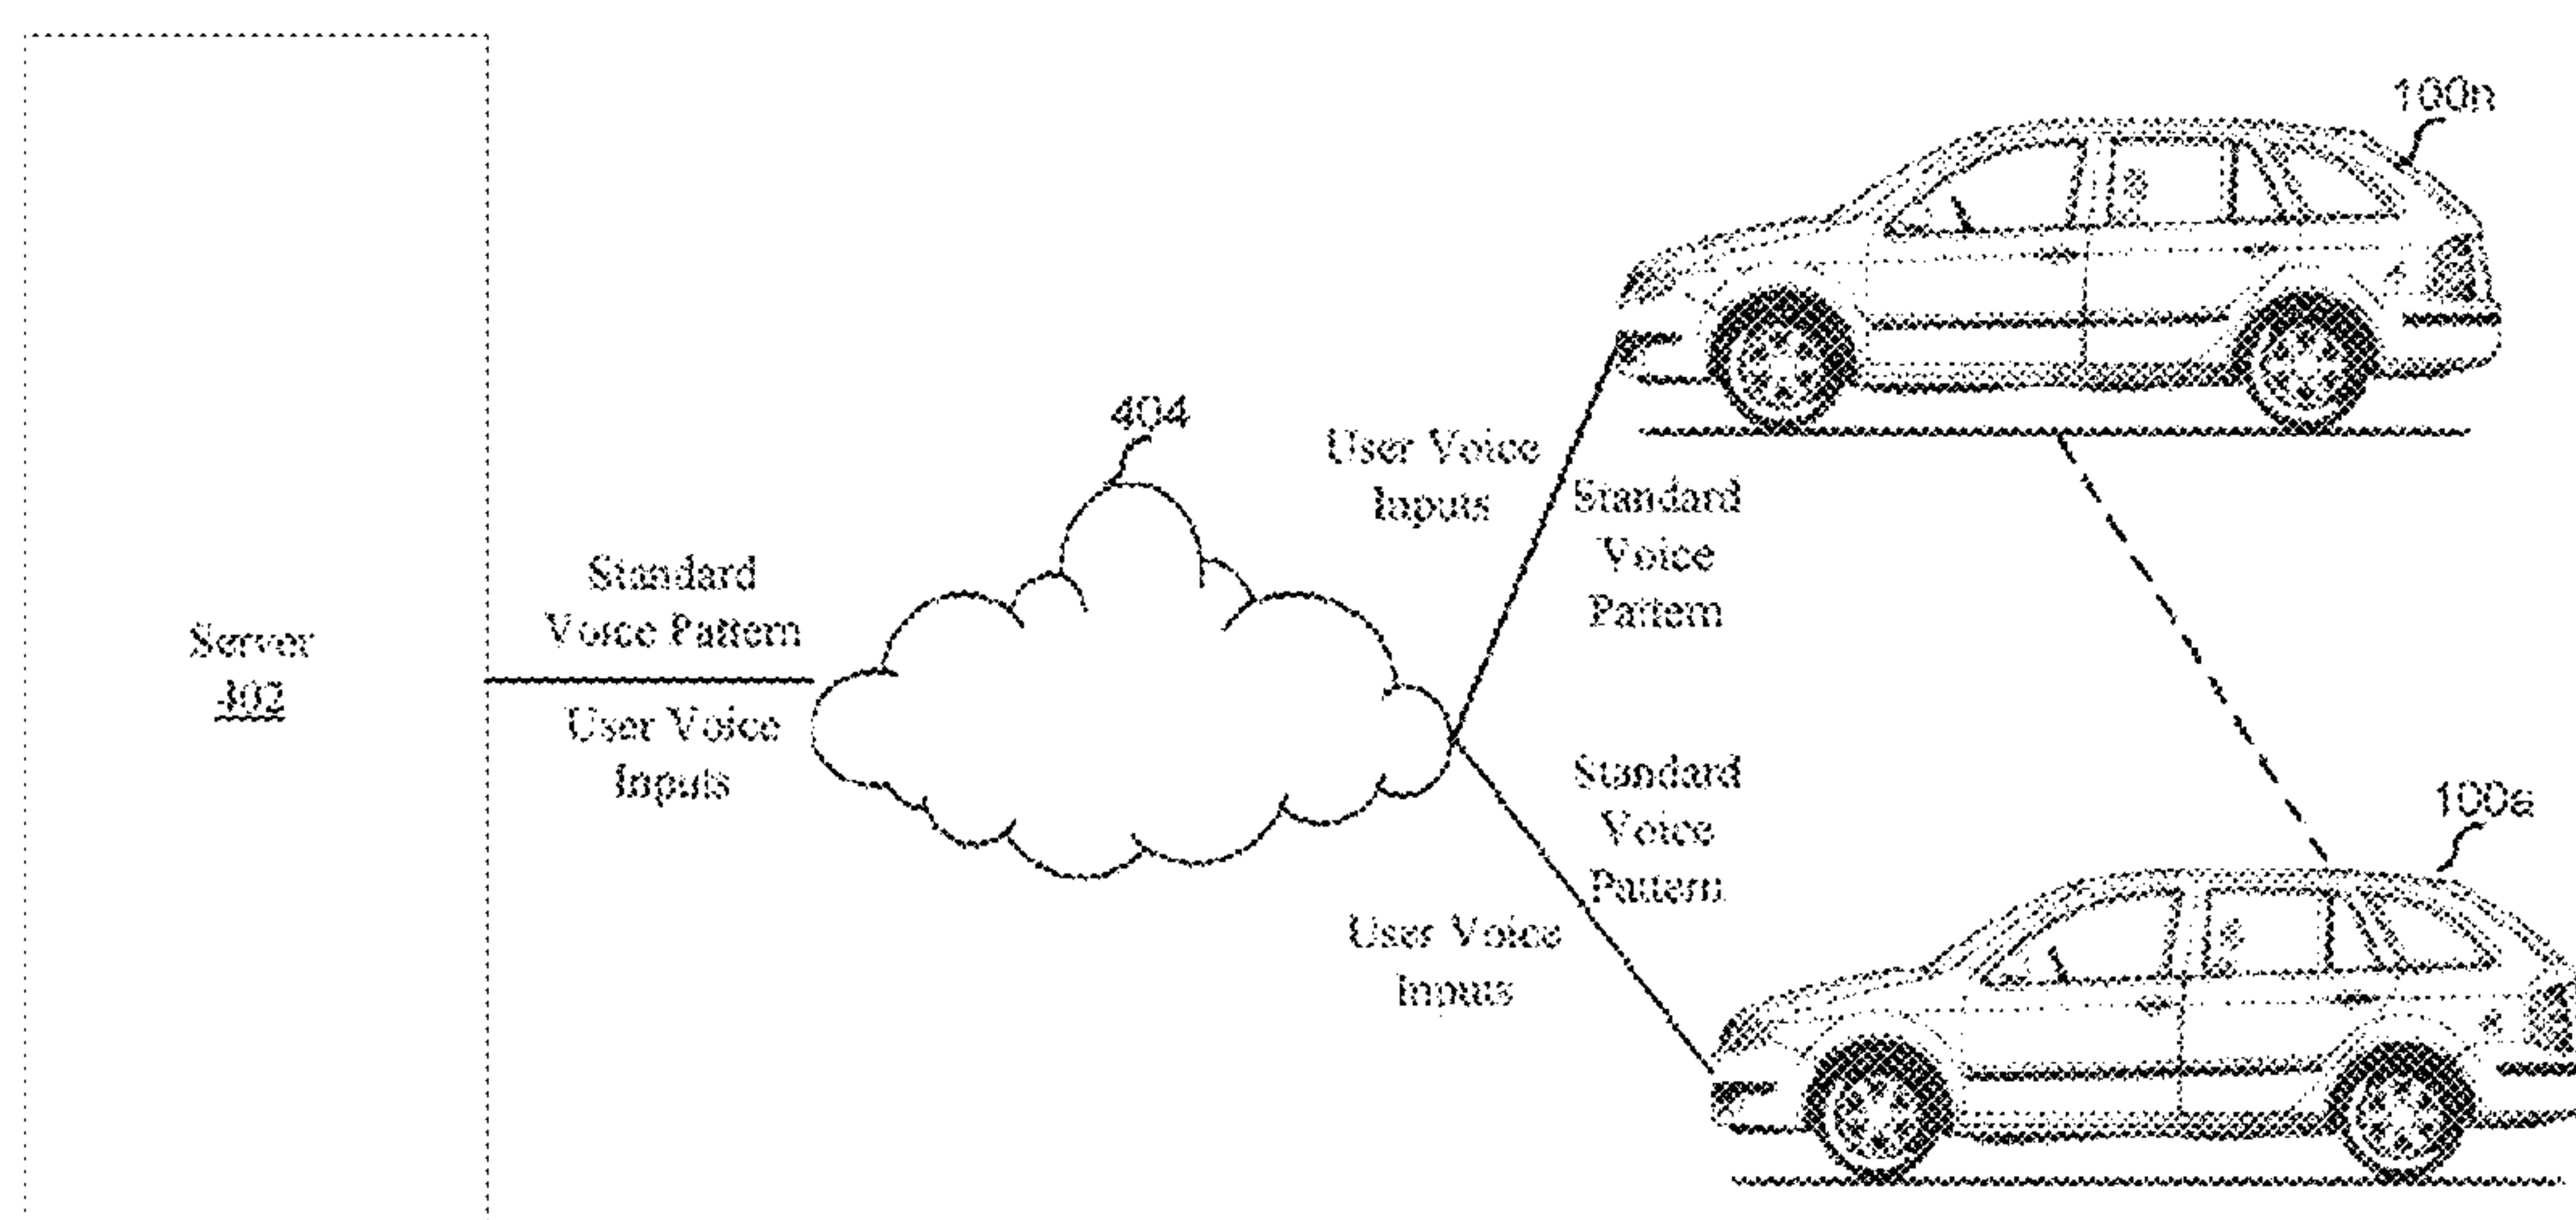 100n
404
User Voice
Inputs
Standard
Voice
Pattern
Standard
Voice Pattern
Server
402
User Voice
Inputs
Standard
Voice
Pattern
100a
User Voice
Inputs